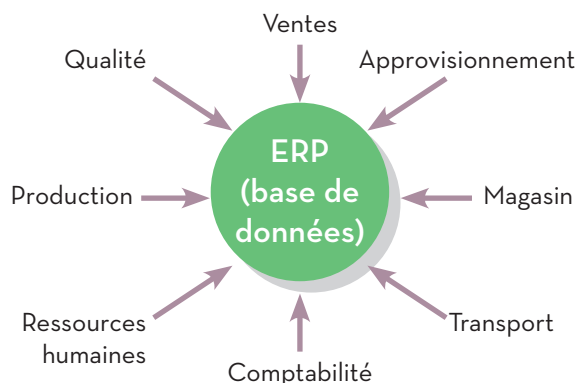 Ventes
Qualité
Approvisionnement
ERP
(base de
données)
Production
Magasin
Ressources
humaines
Transport
Comptabilité